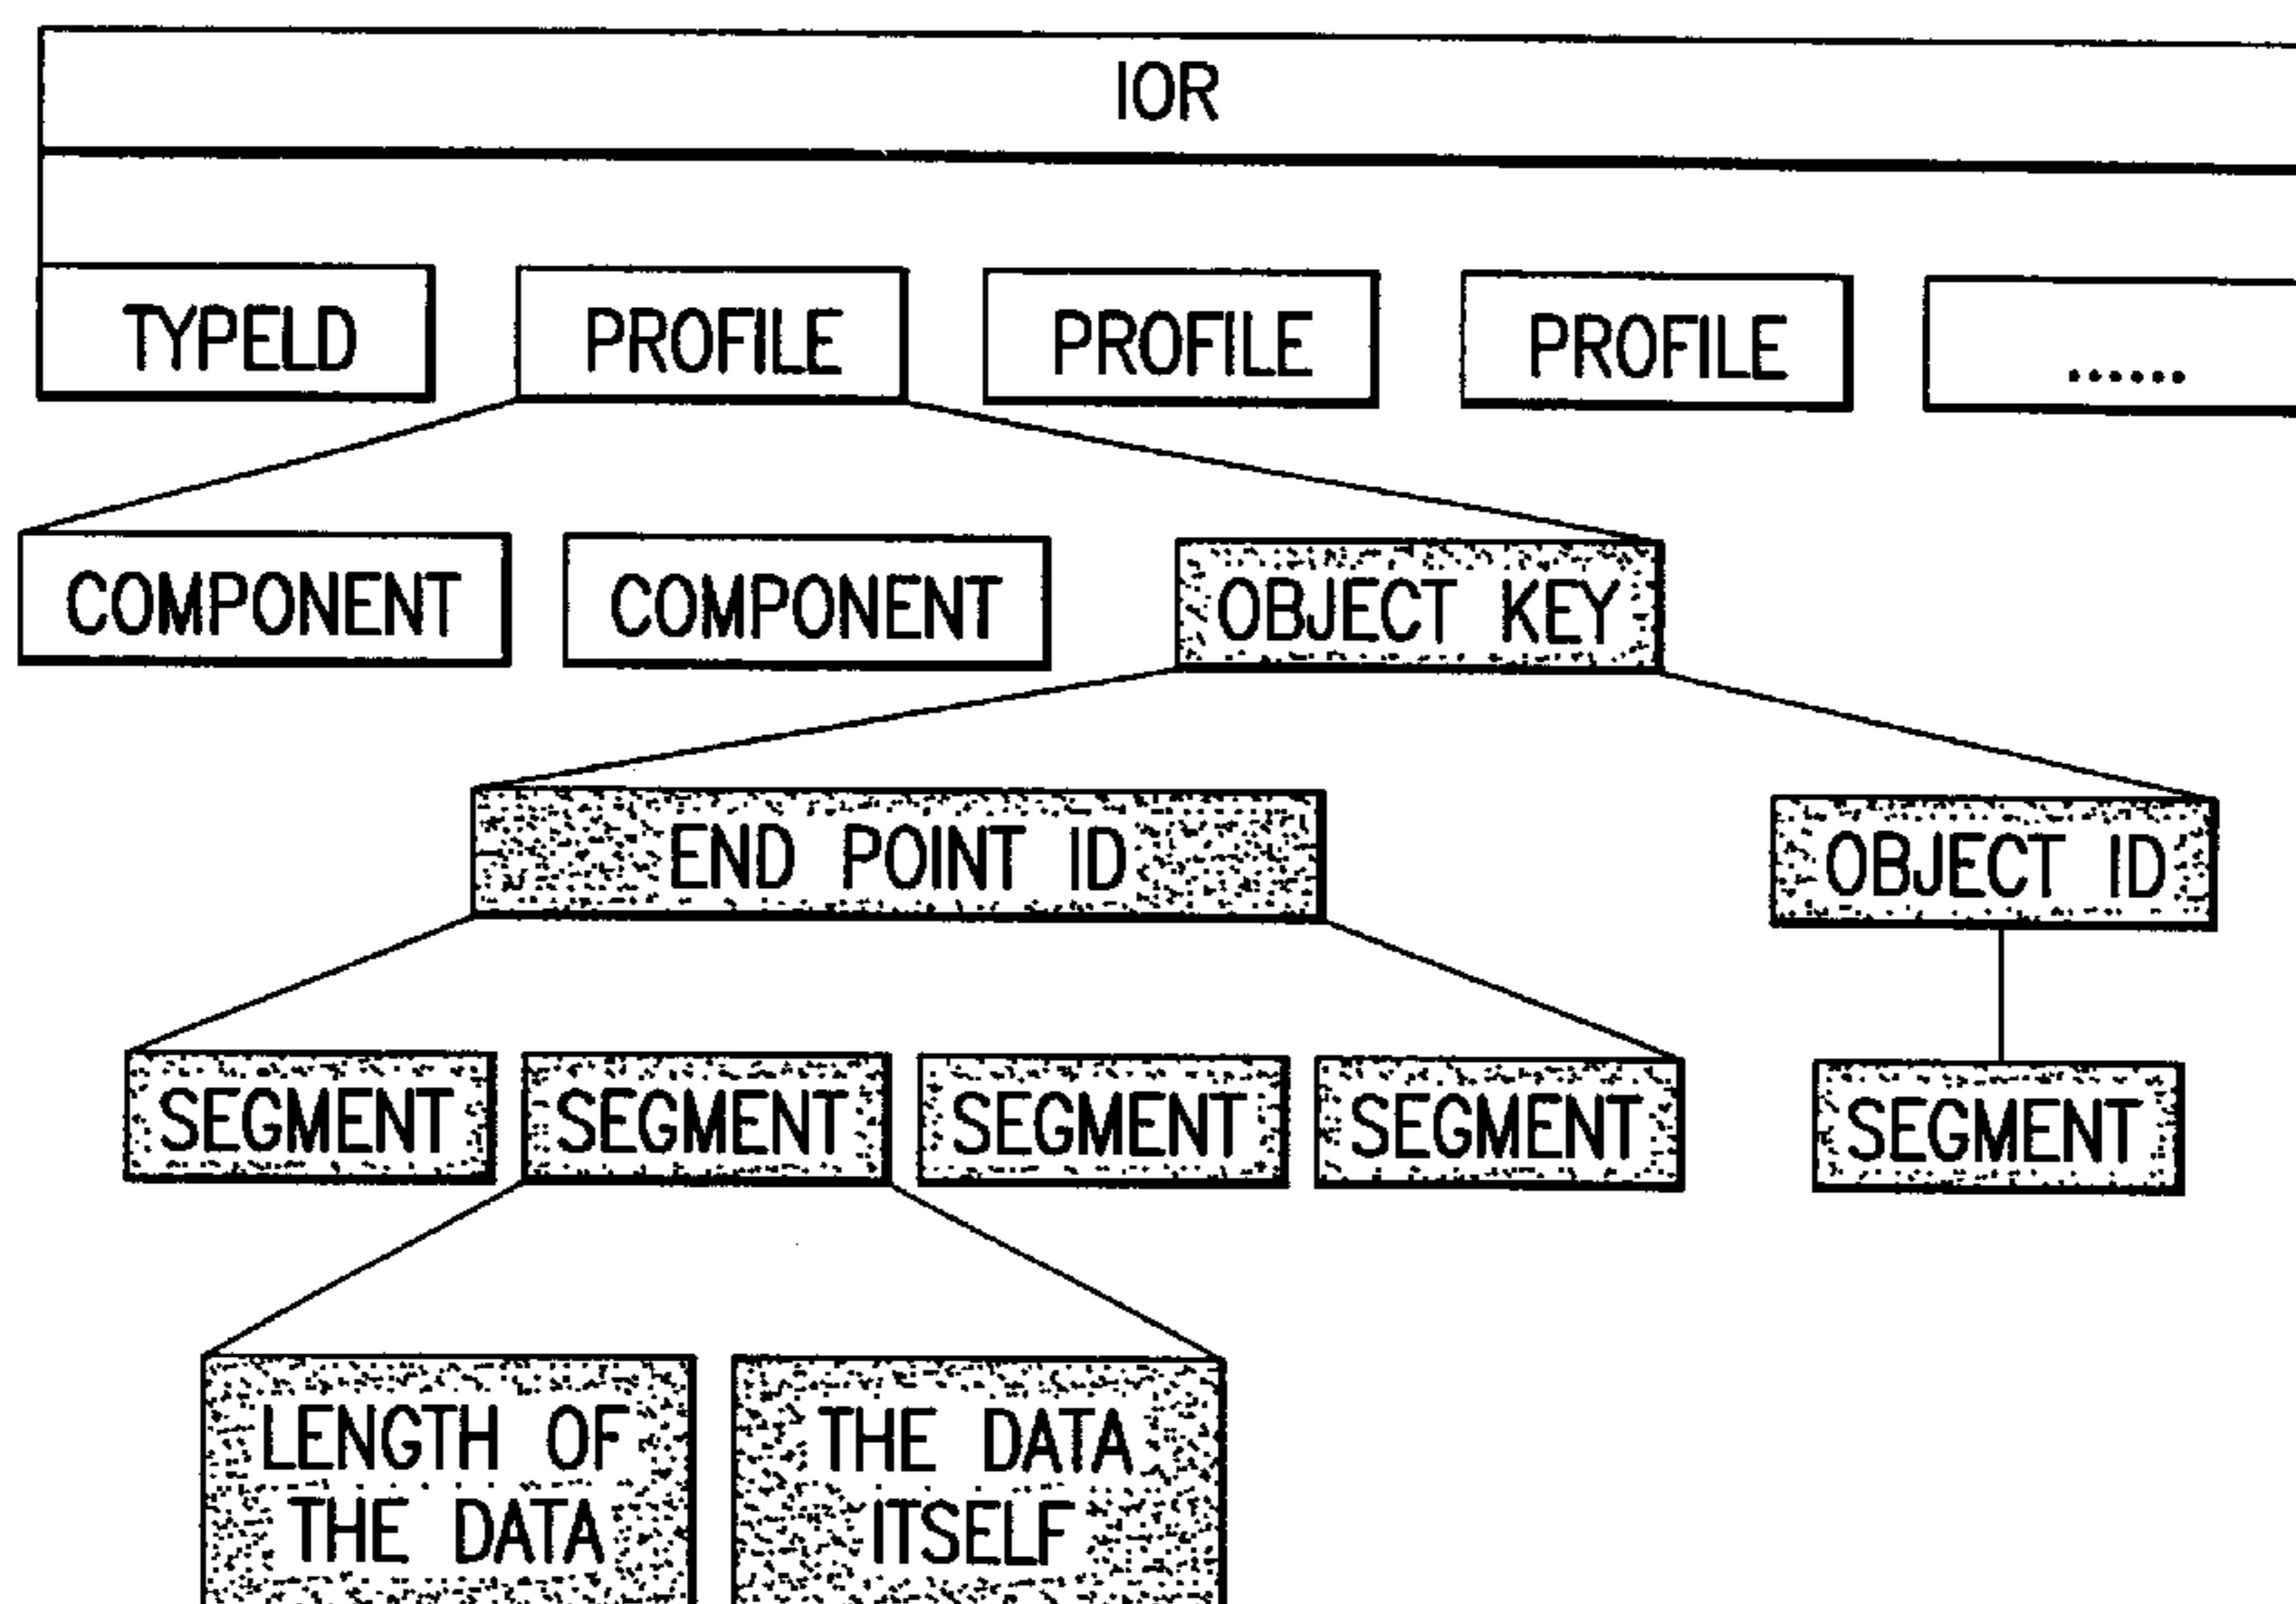 IOR
TYPELD PROFILE PROFILE PROFILE ......
COMPONENT COMPONENT OBJECT KEY
END POINT ID OBJECT ID
SEGMENT SEGMENT SEGMENT SEGMENT SEGMENT
LENGTH OF THE DATA
THE DATA ITSELF